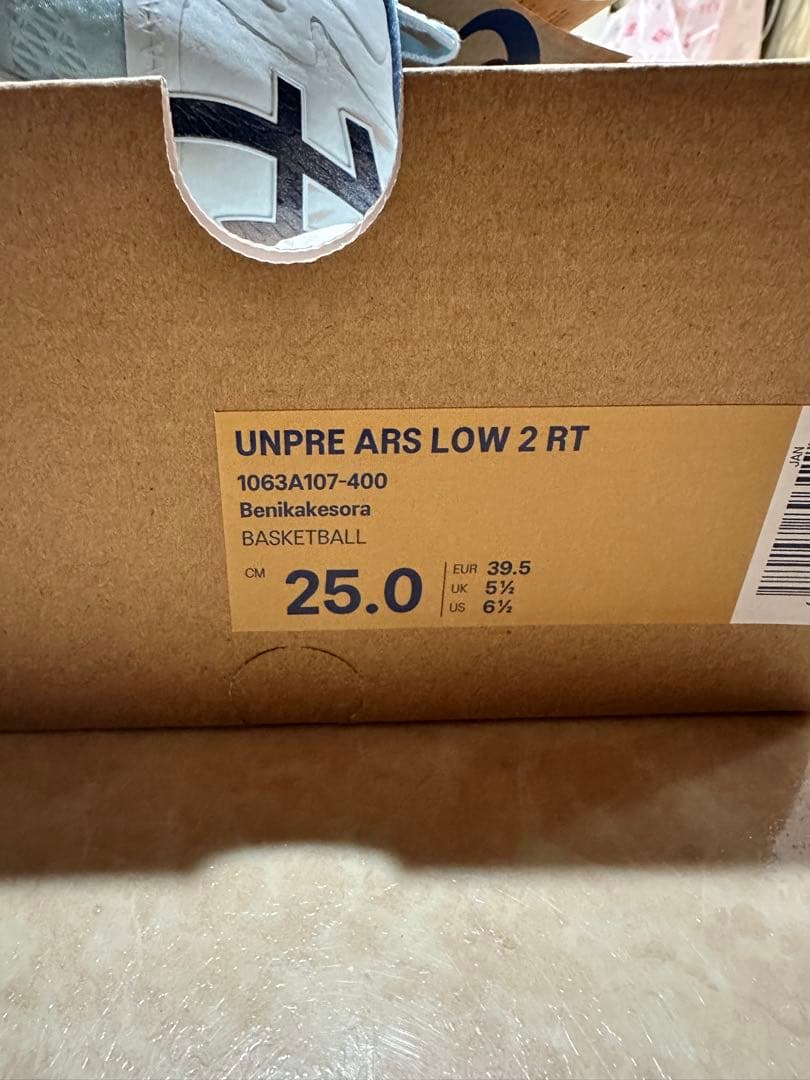 UNPRE ARS LOW 2 RT
1063A107-400
Benikakesora
BASKETBALL
CM 25.0
EUR 39.5
UK 5½
US 6½
JAN